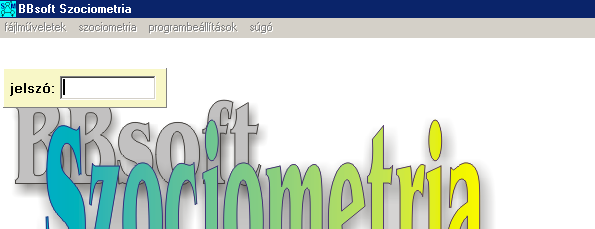 BBsoft Szociometria
fájlműveletek szociometria programbeállítások súgó
jelszó:
BBsoft
Szociometria